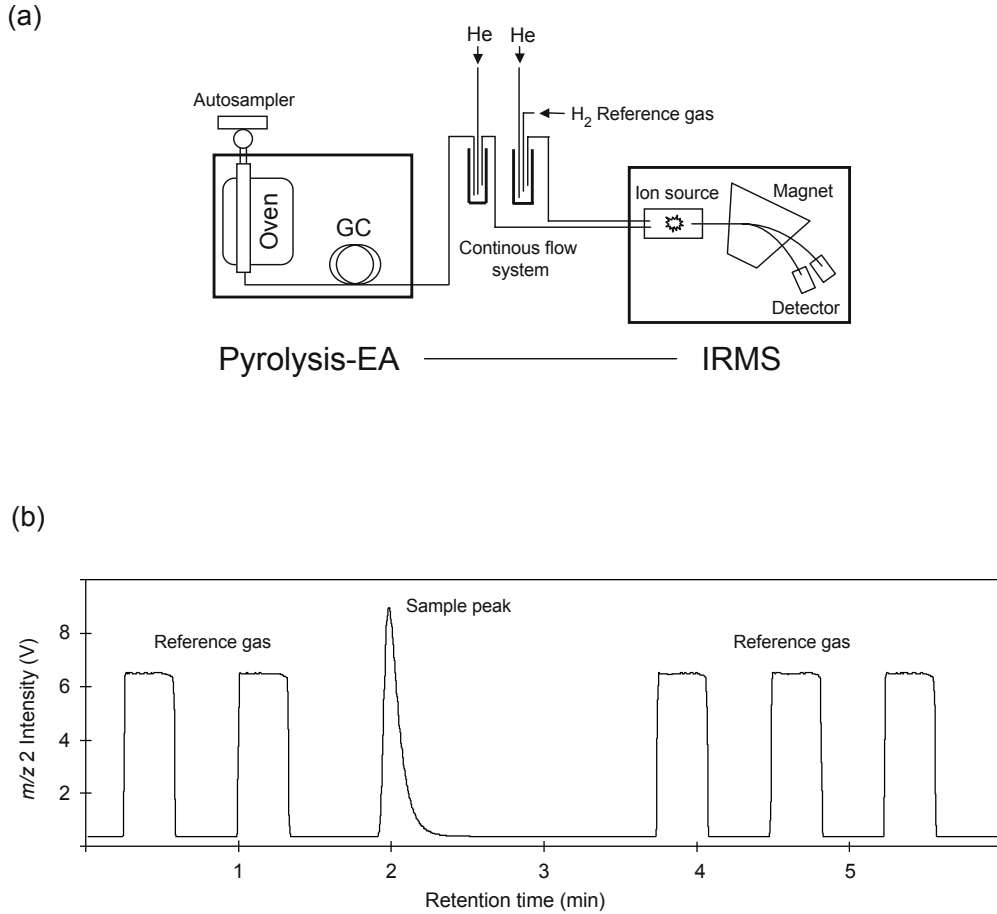 (a)
He He
Autosampler
H2 Reference gas
Oven
GC
Ion source
Magnet
Continous flow
system
Detector
Pyrolysis-EA
IRMS
(b)
Sample peak
Reference gas
Reference gas
m/z 2 Intensity (V)
8
6
4
2
1 2 3 4 5
Retention time (min)